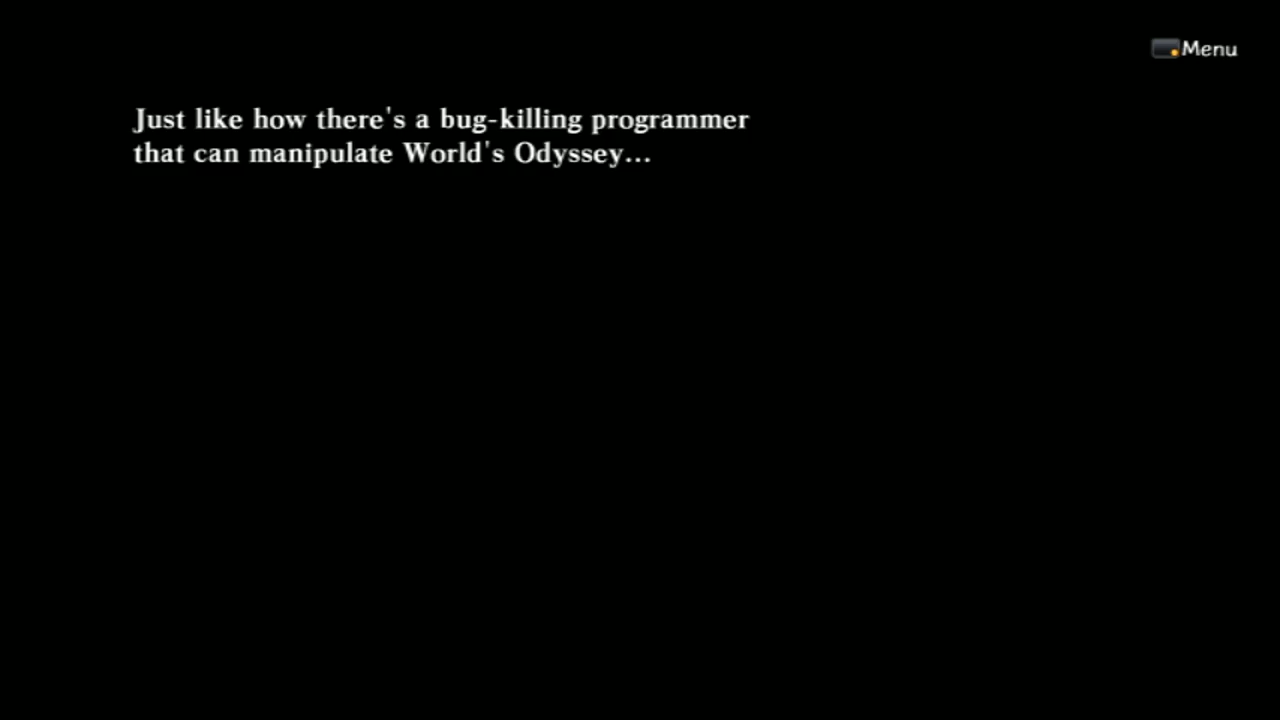 Menu
Just like how there's a bug-killing programmer
that can manipulate World's Odyssey...